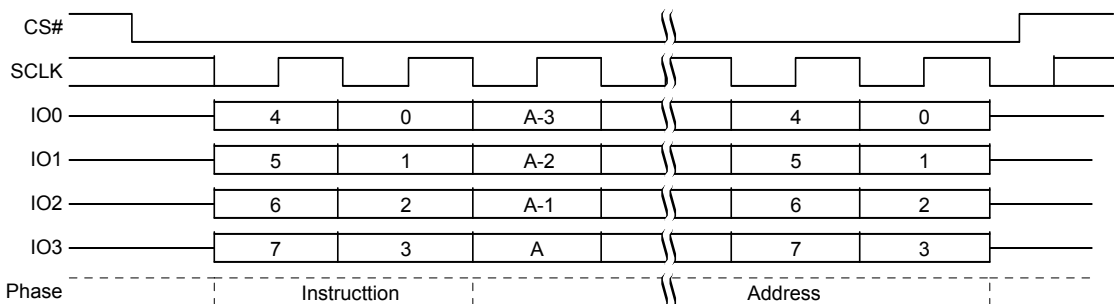 CS#
SCLK
IO0 4 0 A-3 4 0
IO1 5 1 A-2 5 1
IO2 6 2 A-1 6 2
IO3 7 3 A 7 3
Phase Instructtion Address